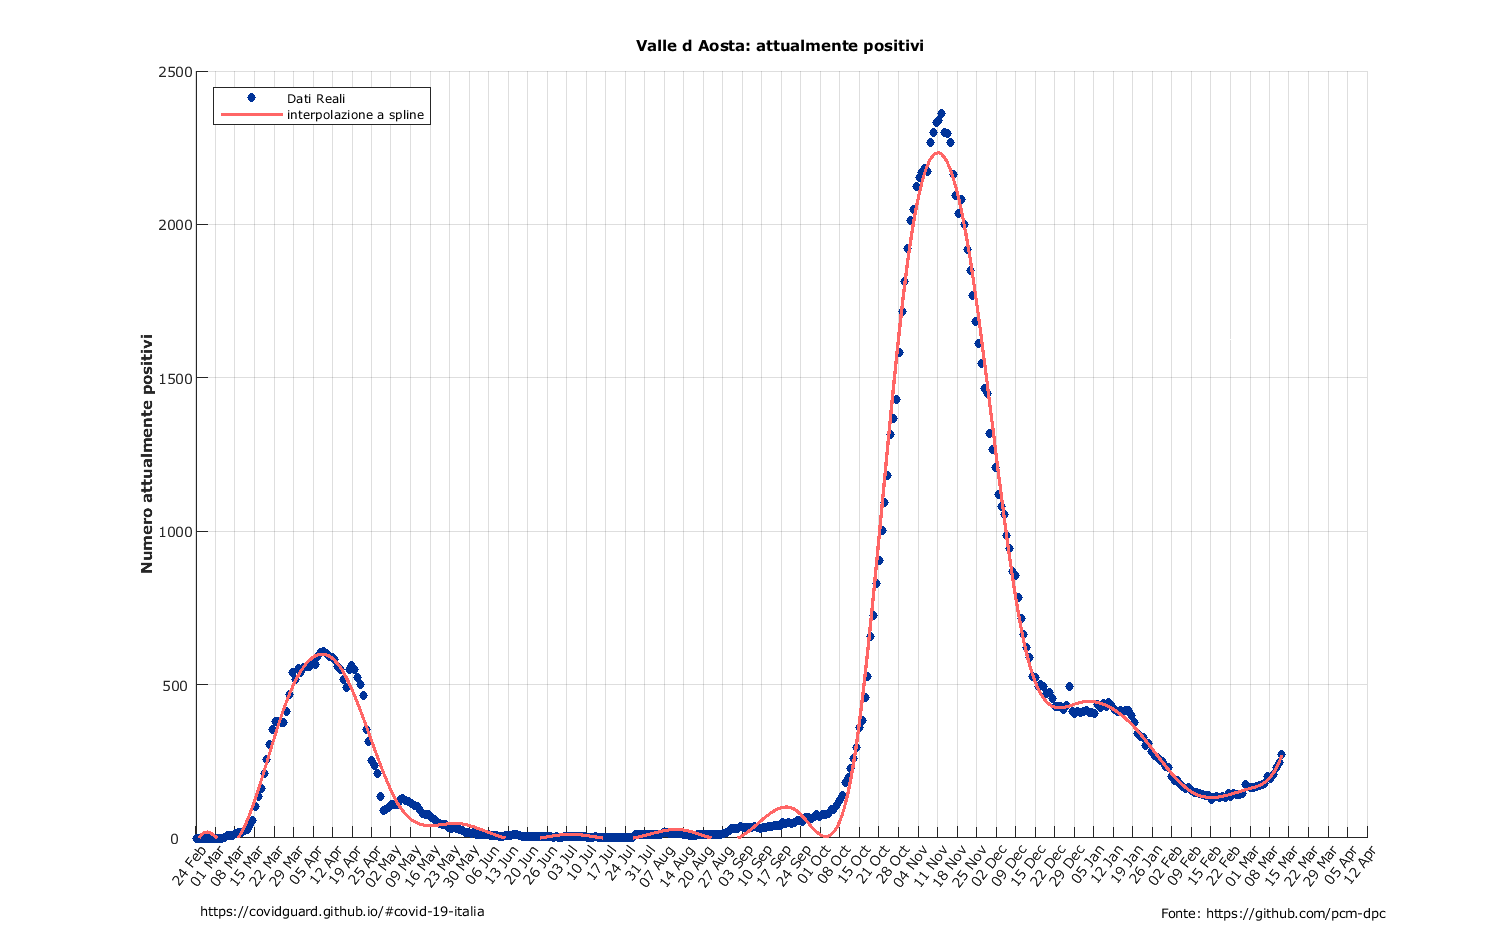 Valle d Aosta: attualmente positivi
Dati Reali
interpolazione a spline
Numero attualmente positivi
2500
2000
1500
1000
500
0
24 Feb
01 Mar
08 Mar
15 Mar
22 Mar
29 Mar
05 Apr
12 Apr
19 Apr
25 Apr
02 May
09 May
16 May
23 May
30 May
06 Jun
13 Jun
20 Jun
26 Jun
03 Jul
10 Jul
17 Jul
24 Jul
31 Jul
07 Aug
14 Aug
20 Aug
27 Aug
03 Sep
10 Sep
17 Sep
24 Sep
01 Oct
08 Oct
15 Oct
21 Oct
28 Oct
04 Nov
11 Nov
18 Nov
25 Nov
02 Dec
09 Dec
15 Dec
22 Dec
29 Dec
05 Jan
12 Jan
19 Jan
26 Jan
02 Feb
09 Feb
15 Feb
22 Feb
01 Mar
08 Mar
15 Mar
22 Mar
29 Mar
05 Apr
12 Apr
https://covidguard.github.io/#covid-19-italia
Fonte: https://github.com/pcm-dpc